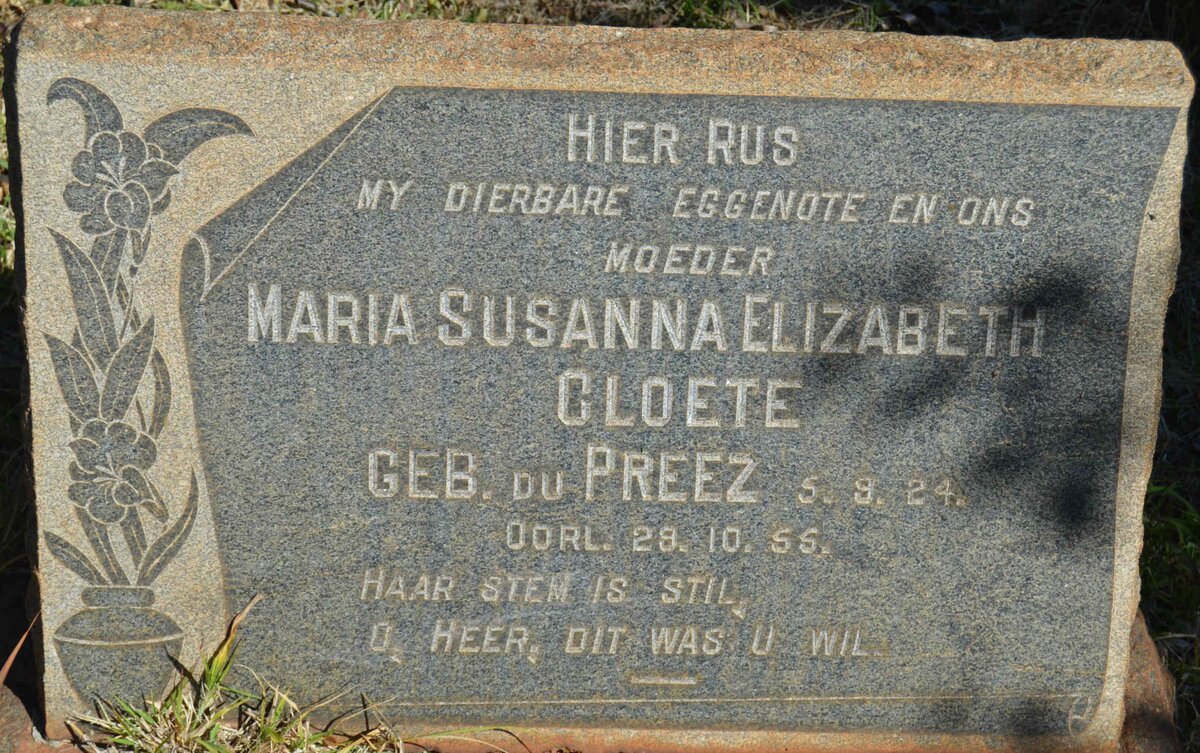 HIER RUS
MY DIERBARE EGGENOTE EN ONS
MOEDER
MARIA SUSANNA ELIZABETH
CLOETE
GEB. DU PREEZ 5. 9. 24.
OORL. 28. 10. 56.
HAAR STEM IS STIL,
O, HEER, DIT WAS U WIL.